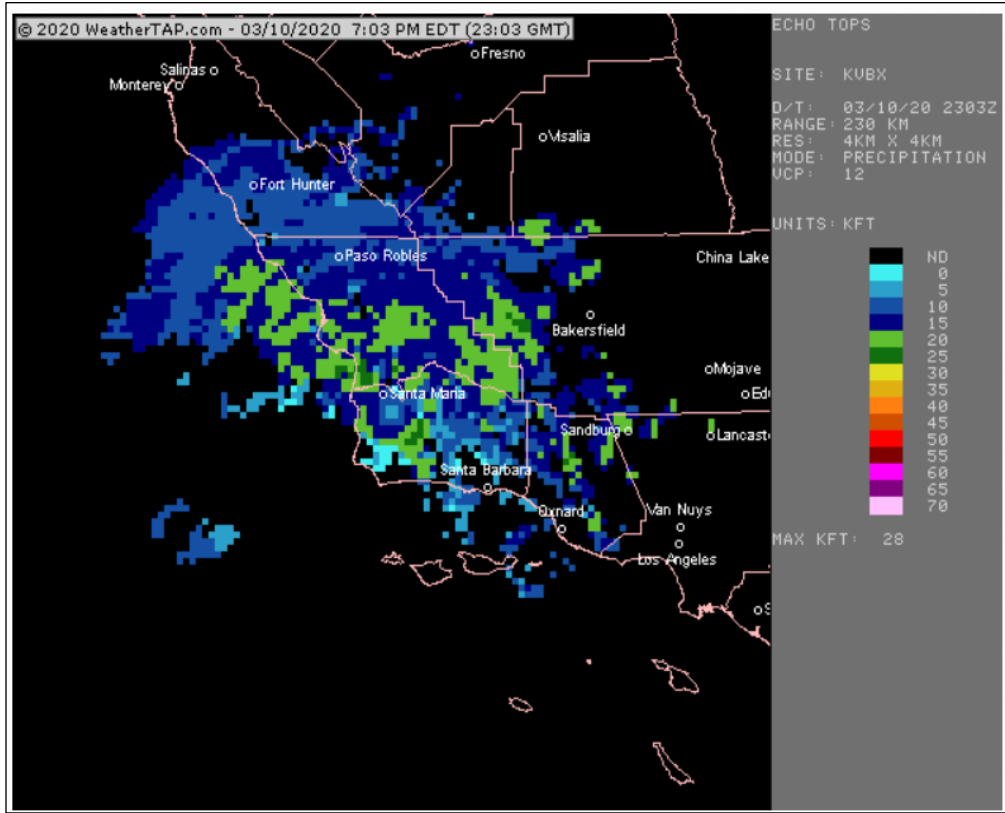 © 2020 WeatherTAP.com - 03/10/2020 7:03 PM EDT (23:03 GMT)
Fresno
Salinas
Monterey
Visalia
Fort Hunter
Paso Robles
China Lake
Bakersfield
Mojave
Edw
Santa Maria
Sandburg
Lancast
Santa Barbara
Oxnard
Van Nuys
Los Angeles
S
ECHO TOPS
SITE: KVBX
D/T: 03/10/20 2303Z
RANGE: 230 KM
RES: 4KM X 4KM
MODE: PRECIPITATION
VCP: 12
UNITS: KFT
ND
0
5
10
15
20
25
30
35
40
45
50
55
60
65
70
MAX KFT: 28